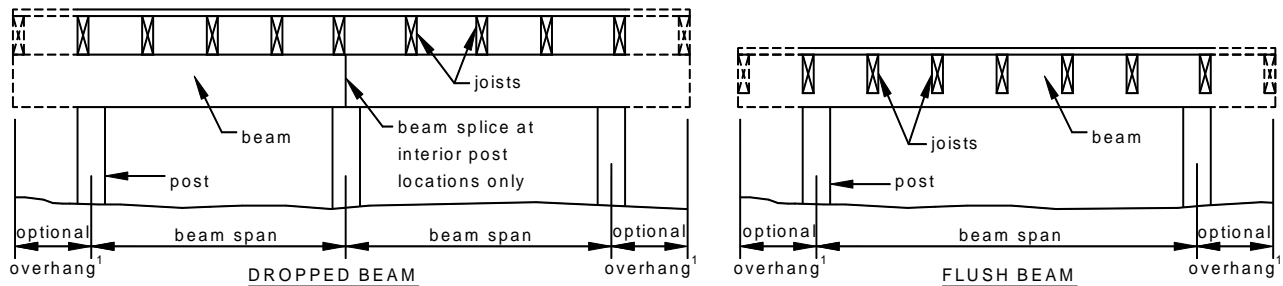 joists
beam
beam splice at
interior post
locations only
post
optional
beam span
beam span
optional
overhang¹
overhang¹
DROPPED BEAM
joists
beam
post
optional
beam span
optional
overhang¹
overhang¹
FLUSH BEAM